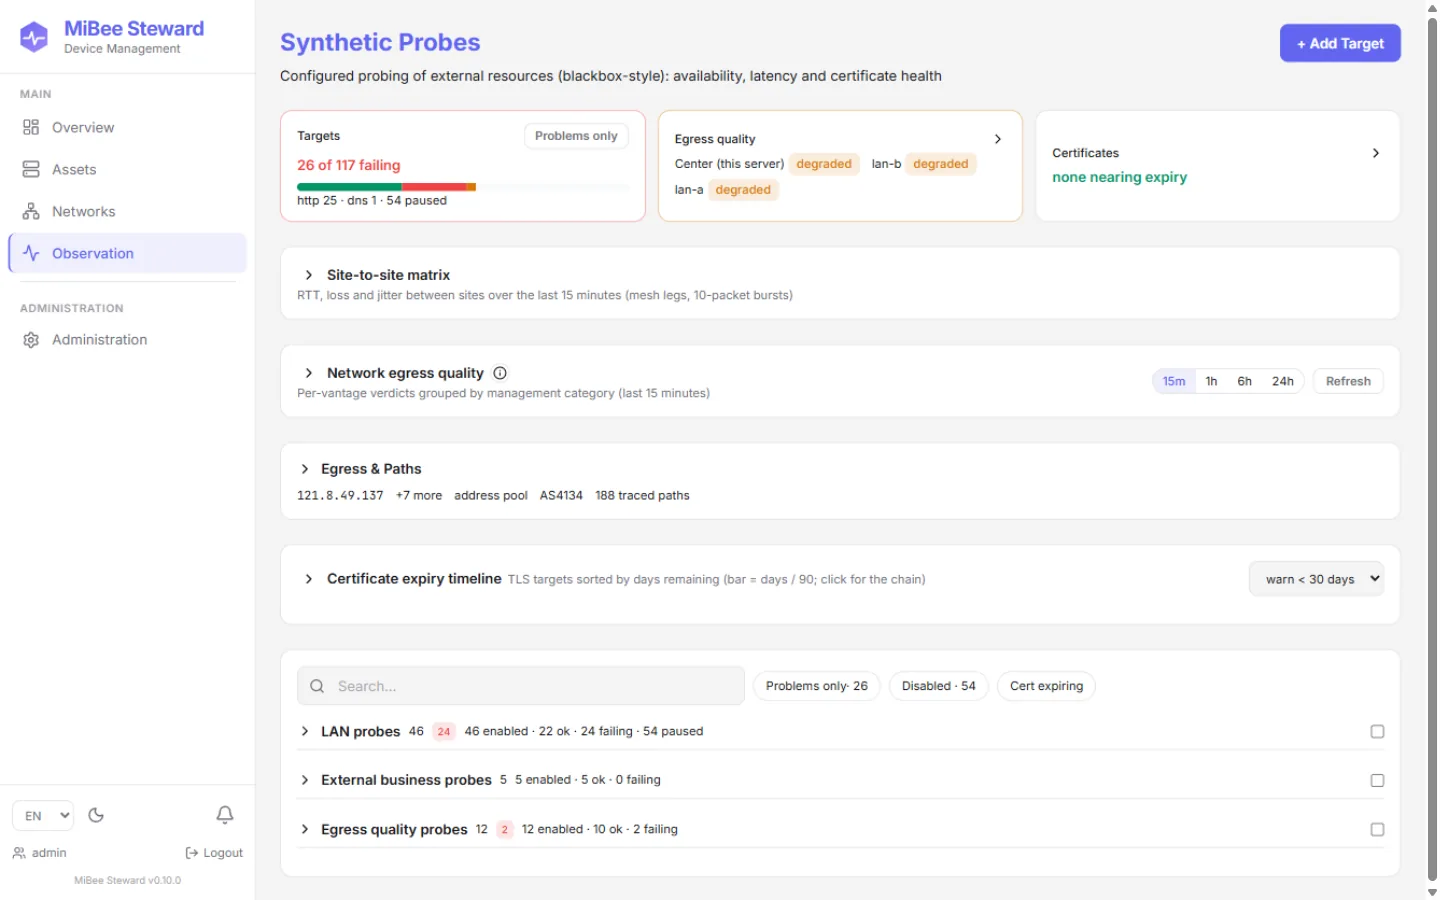 MiBee Steward
Device Management
MAIN
Overview
Assets
Networks
Observation
ADMINISTRATION
Administration
EN
admin
Logout
MiBee Steward v0.10.0
Synthetic Probes
+ Add Target
Configured probing of external resources (blackbox-style): availability, latency and certificate health
Targets
Problems only
26 of 117 failing
http 25 · dns 1 · 54 paused
Egress quality
Center (this server) degraded lan-b degraded
lan-a degraded
Certificates
none nearing expiry
Site-to-site matrix
RTT, loss and jitter between sites over the last 15 minutes (mesh legs, 10-packet bursts)
Network egress quality
Per-vantage verdicts grouped by management category (last 15 minutes)
15m 1h 6h 24h Refresh
Egress & Paths
121.8.49.137 +7 more address pool AS4134 188 traced paths
Certificate expiry timeline TLS targets sorted by days remaining (bar = days / 90; click for the chain)
warn < 30 days
Search...
Problems only· 26
Disabled · 54
Cert expiring
LAN probes 46 24 46 enabled · 22 ok · 24 failing · 54 paused
External business probes 5 5 enabled · 5 ok · 0 failing
Egress quality probes 12 2 12 enabled · 10 ok · 2 failing